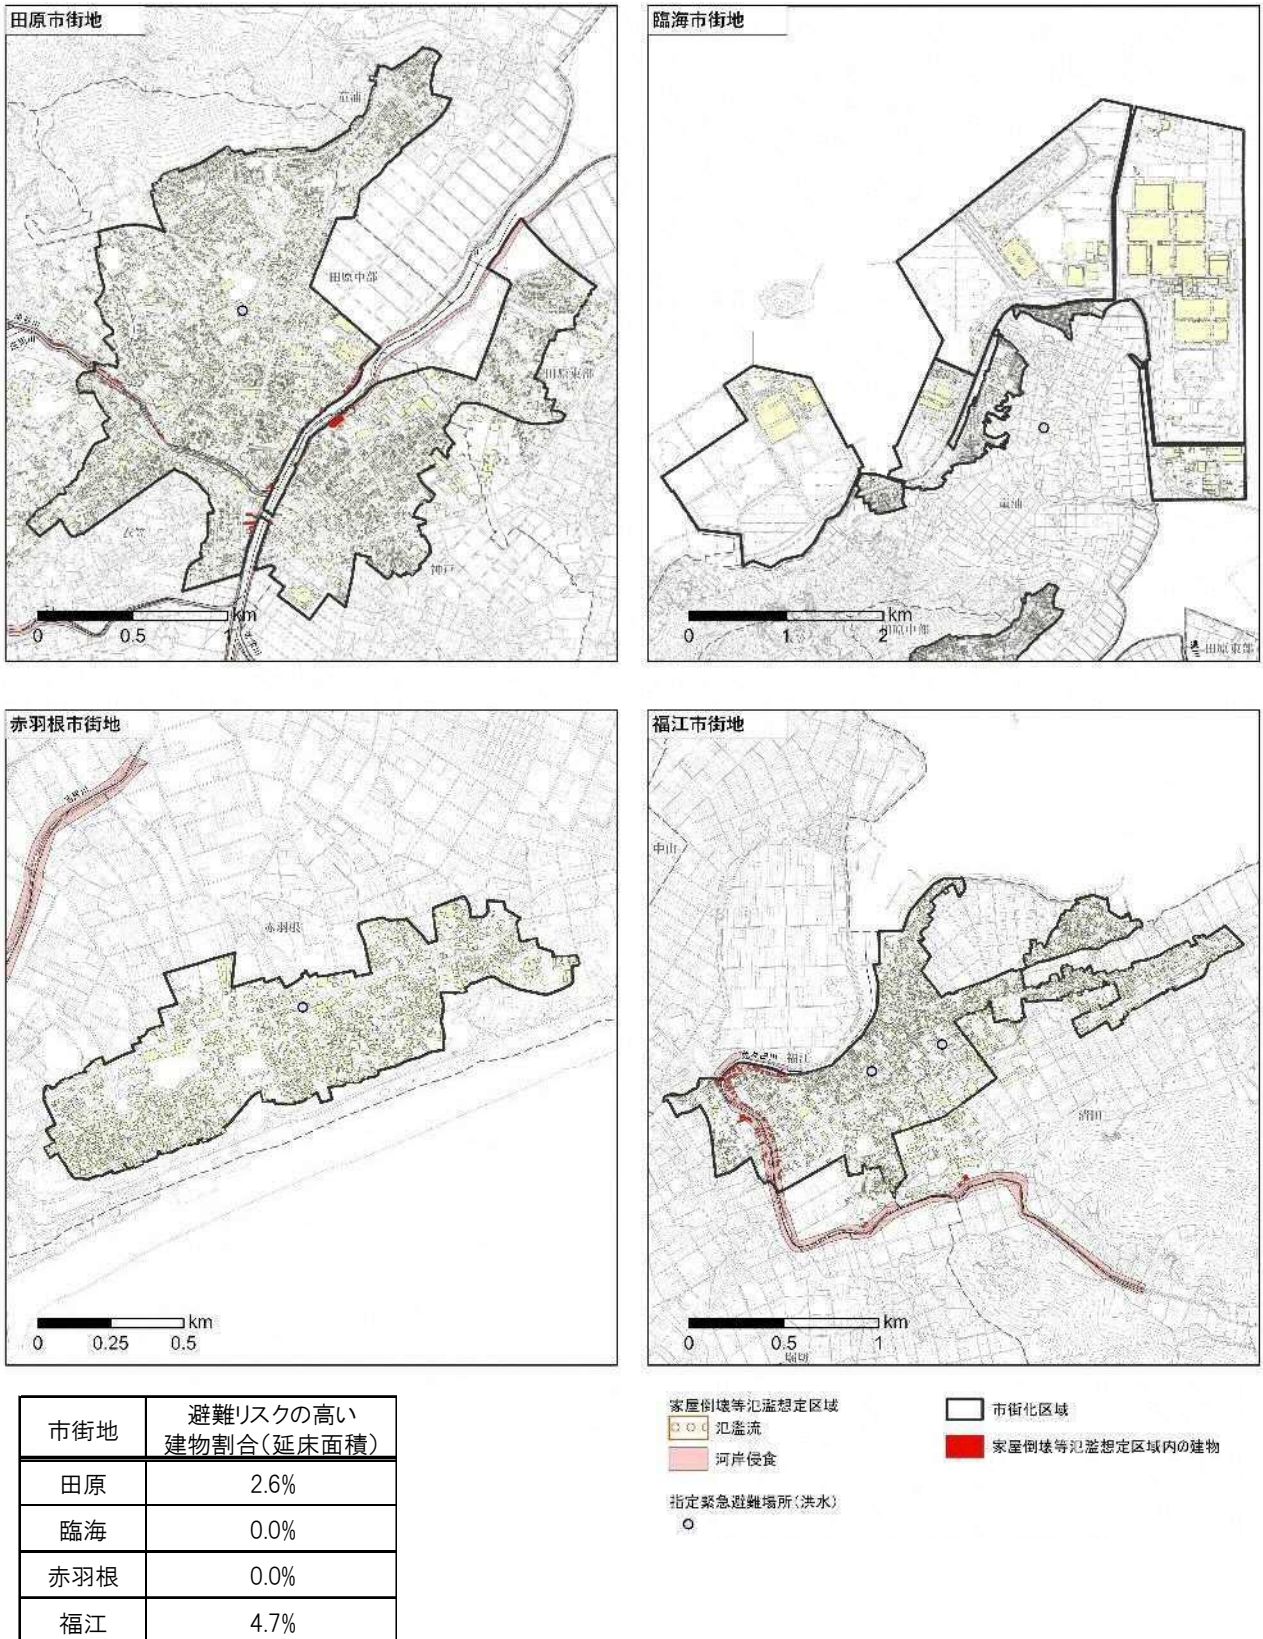 田原市街地
童浦
田原中部
田原東部
衣笠
神戸
km
0
0.5
1
臨海市街地
童浦
田原中部
田原東部
km
0
1
2
赤羽根市街地
赤羽根
km
0
0.25
0.5
福江市街地
中山
福江
清田
堀切
km
0
0.5
1
市街地
避難リスクの高い
建物割合(延床面積)
田原
2.6%
臨海
0.0%
赤羽根
0.0%
福江
4.7%
家屋倒壊等氾濫想定区域
氾濫流
河岸侵食
指定緊急避難場所(洪水)
市街化区域
家屋倒壊等氾濫想定区域内の建物